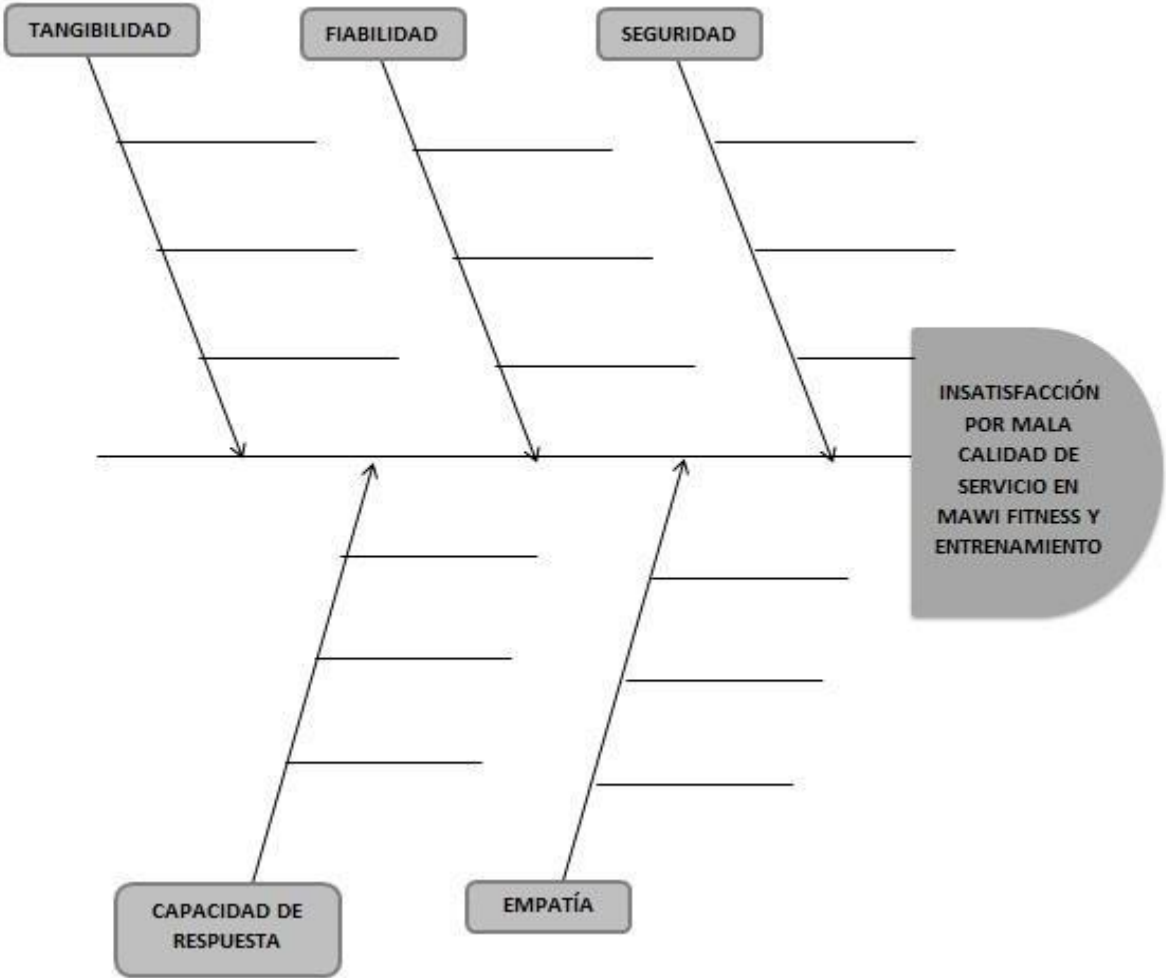 TANGIBILIDAD
FIABILIDAD
SEGURIDAD
INSATISFACCIÓN
POR MALA
CALIDAD DE
SERVICIO EN
MAWI FITNESS Y
ENTRENAMIENTO
CAPACIDAD DE
RESPUESTA
EMPATÍA